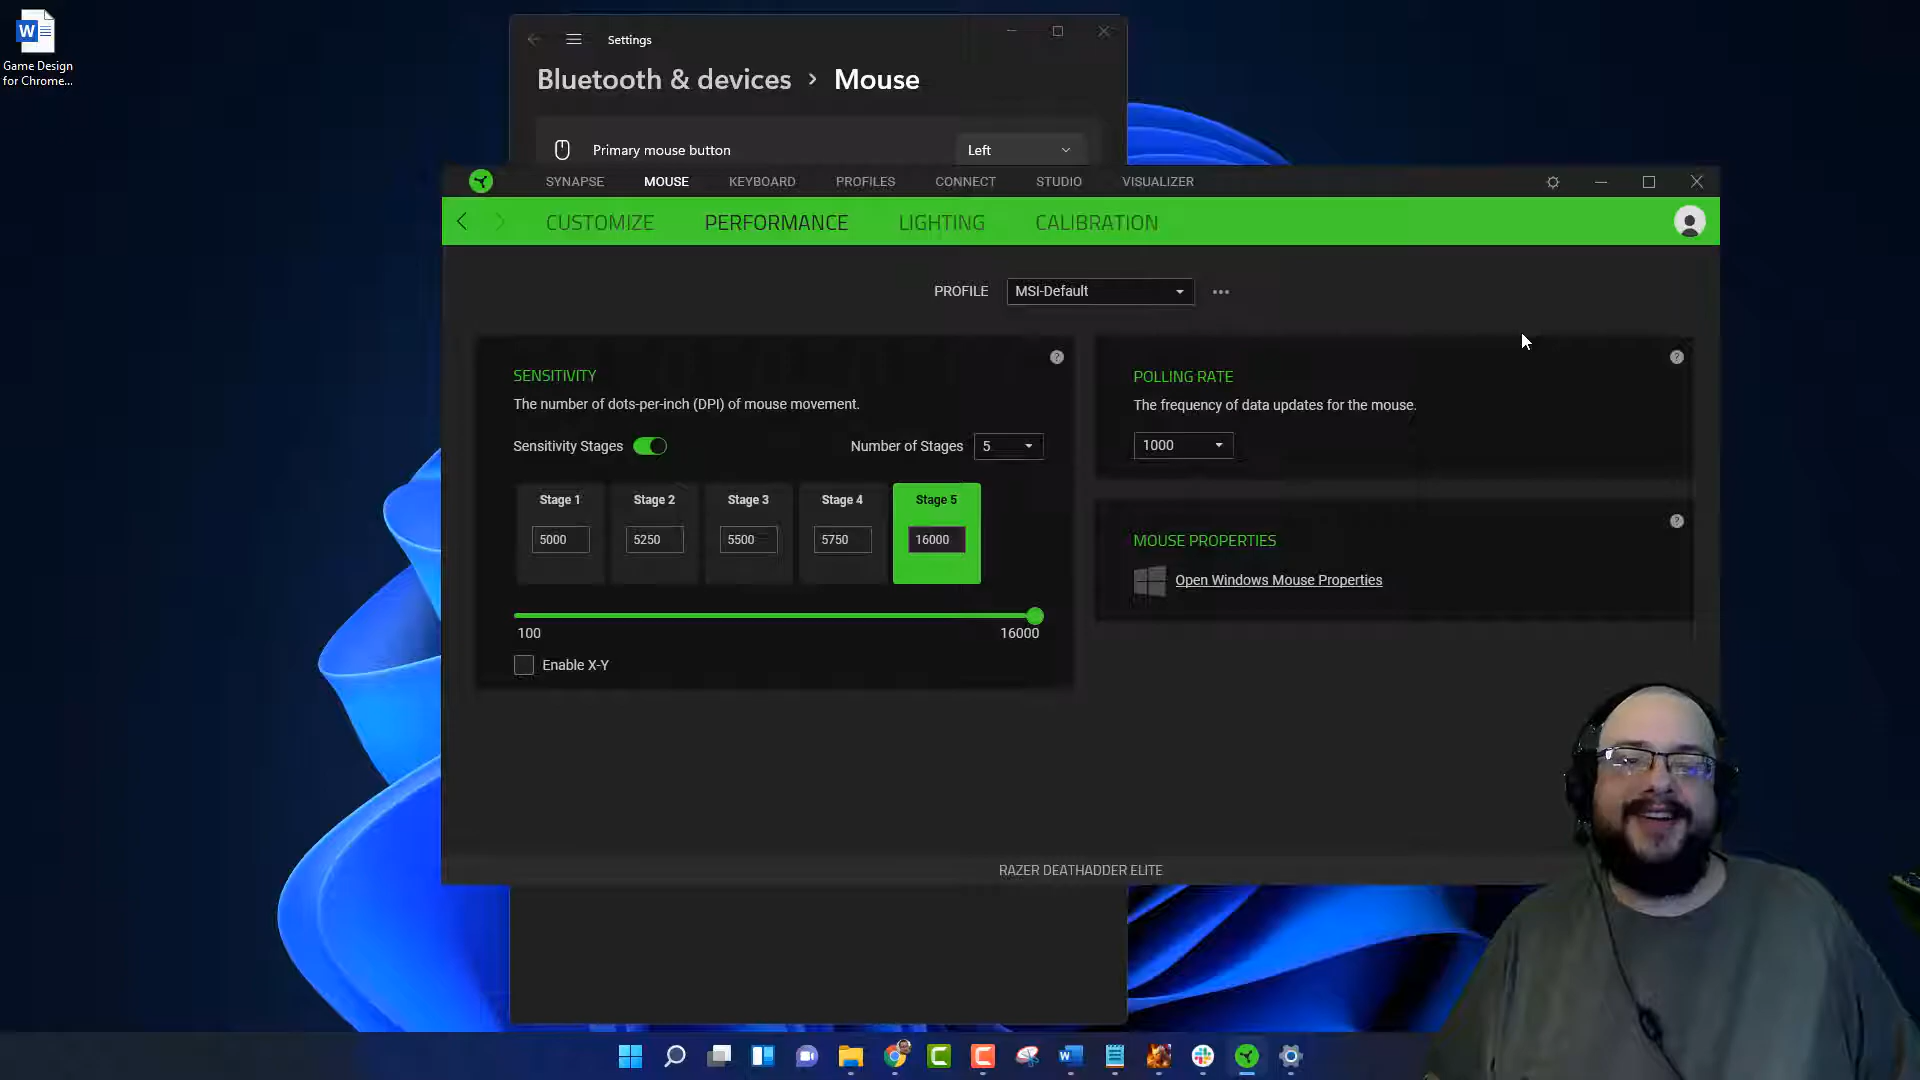 Game Design
for Chrome...
Settings
Bluetooth & devices > Mouse
Primary mouse button
Left
SYNAPSE
MOUSE
KEYBOARD
PROFILES
CONNECT
STUDIO
VISUALIZER
CUSTOMIZE
PERFORMANCE
LIGHTING
CALIBRATION
PROFILE
MSI-Default
SENSITIVITY
The number of dots-per-inch (DPI) of mouse movement.
Sensitivity Stages
Number of Stages
5
Stage 1
Stage 2
Stage 3
Stage 4
Stage 5
5000
5250
5500
5750
16000
100
16000
Enable X-Y
POLLING RATE
The frequency of data updates for the mouse.
1000
MOUSE PROPERTIES
Open Windows Mouse Properties
RAZER DEATHADDER ELITE